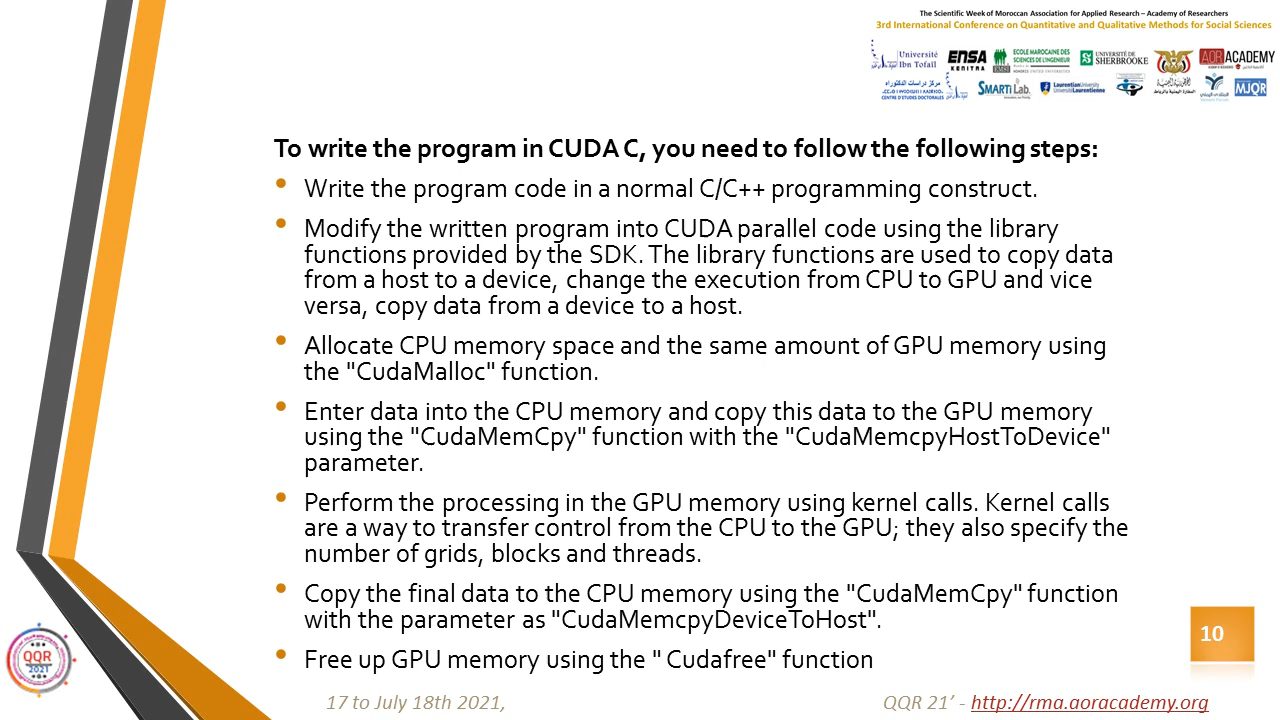 The Scientific Week of Moroccan Association for Applied Research – Academy of Researchers
3rd International Conference on Quantitative and Qualitative Methods for Social Sciences
Université
Ibn Tofail
ENSA
KENITRA
ECOLE MAROCAINE DES
SCIENCES DE L'INGENIEUR
UNIVERSITÉ DE
SHERBROOKE
AOR ACADEMY
مركز دراسات الدكتوراه
CENTRE D'ETUDES DOCTORALES
SMARTi Lab.
LaurentianUniversity
UniversitéLaurentienne
MJQR
To write the program in CUDA C, you need to follow the following steps:
• Write the program code in a normal C/C++ programming construct.
• Modify the written program into CUDA parallel code using the library
functions provided by the SDK. The library functions are used to copy data
from a host to a device, change the execution from CPU to GPU and vice
versa, copy data from a device to a host.
• Allocate CPU memory space and the same amount of GPU memory using
the "CudaMalloc" function.
• Enter data into the CPU memory and copy this data to the GPU memory
using the "CudaMemCpy" function with the "CudaMemcpyHostToDevice"
parameter.
• Perform the processing in the GPU memory using kernel calls. Kernel calls
are a way to transfer control from the CPU to the GPU; they also specify the
number of grids, blocks and threads.
• Copy the final data to the CPU memory using the "CudaMemCpy" function
with the parameter as "CudaMemcpyDeviceToHost".
• Free up GPU memory using the " Cudafree" function
10
QQR
2021
17 to July 18th 2021,
QQR 21’ - http://rma.aoracademy.org